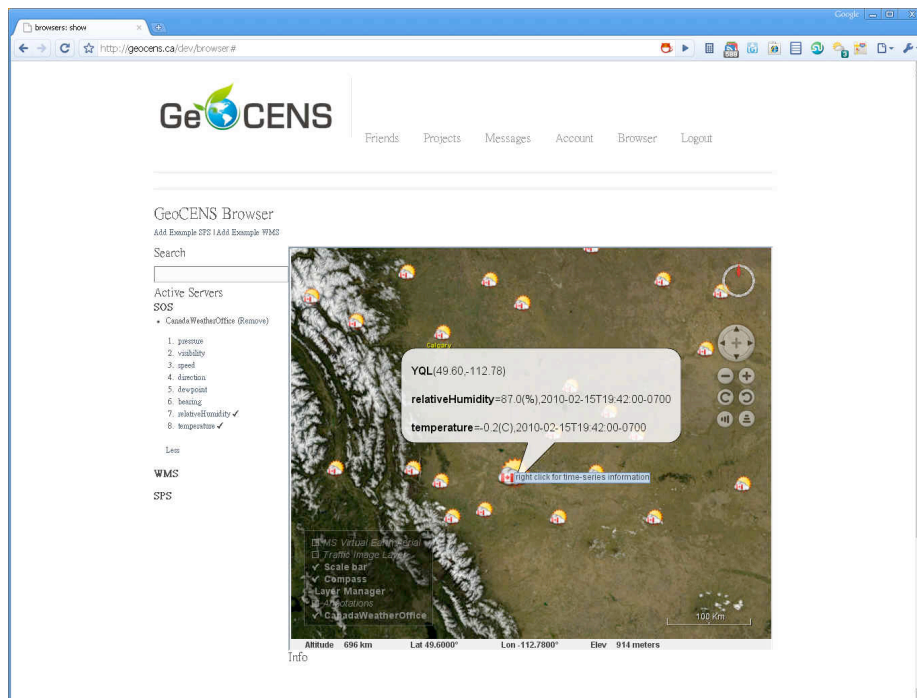 Google
browsers: show
http://geocens.ca/dev/browser#
GeoCENS
Friends Projects Messages Account Browser Logout
GeoCENS Browser
Add Example SPS | Add Example WMS
Search
Active Servers
SOS
CanadaWeatherOffice (Remove)
1. pressure
2. visibility
3. speed
4. direction
5. dewpoint
6. bearing
7. relativeHumidity ✓
8. temperature ✓
Less
WMS
SPS
Calgary
YQL(49.60,-112.78)
relativeHumidity=87.0(%),2010-02-15T19:42:00-0700
temperature=-0.2(C),2010-02-15T19:42:00-0700
right click for time-series information
MS Virtual Earth Aerial
Traffic Image Layer
✓ Scale bar
✓ Compass
Layer Manager
Annotations
✓ CanadaWeatherOffice
100 Km
Altitude 696 km Lat 49.6000° Lon -112.7800° Elev 914 meters
Info